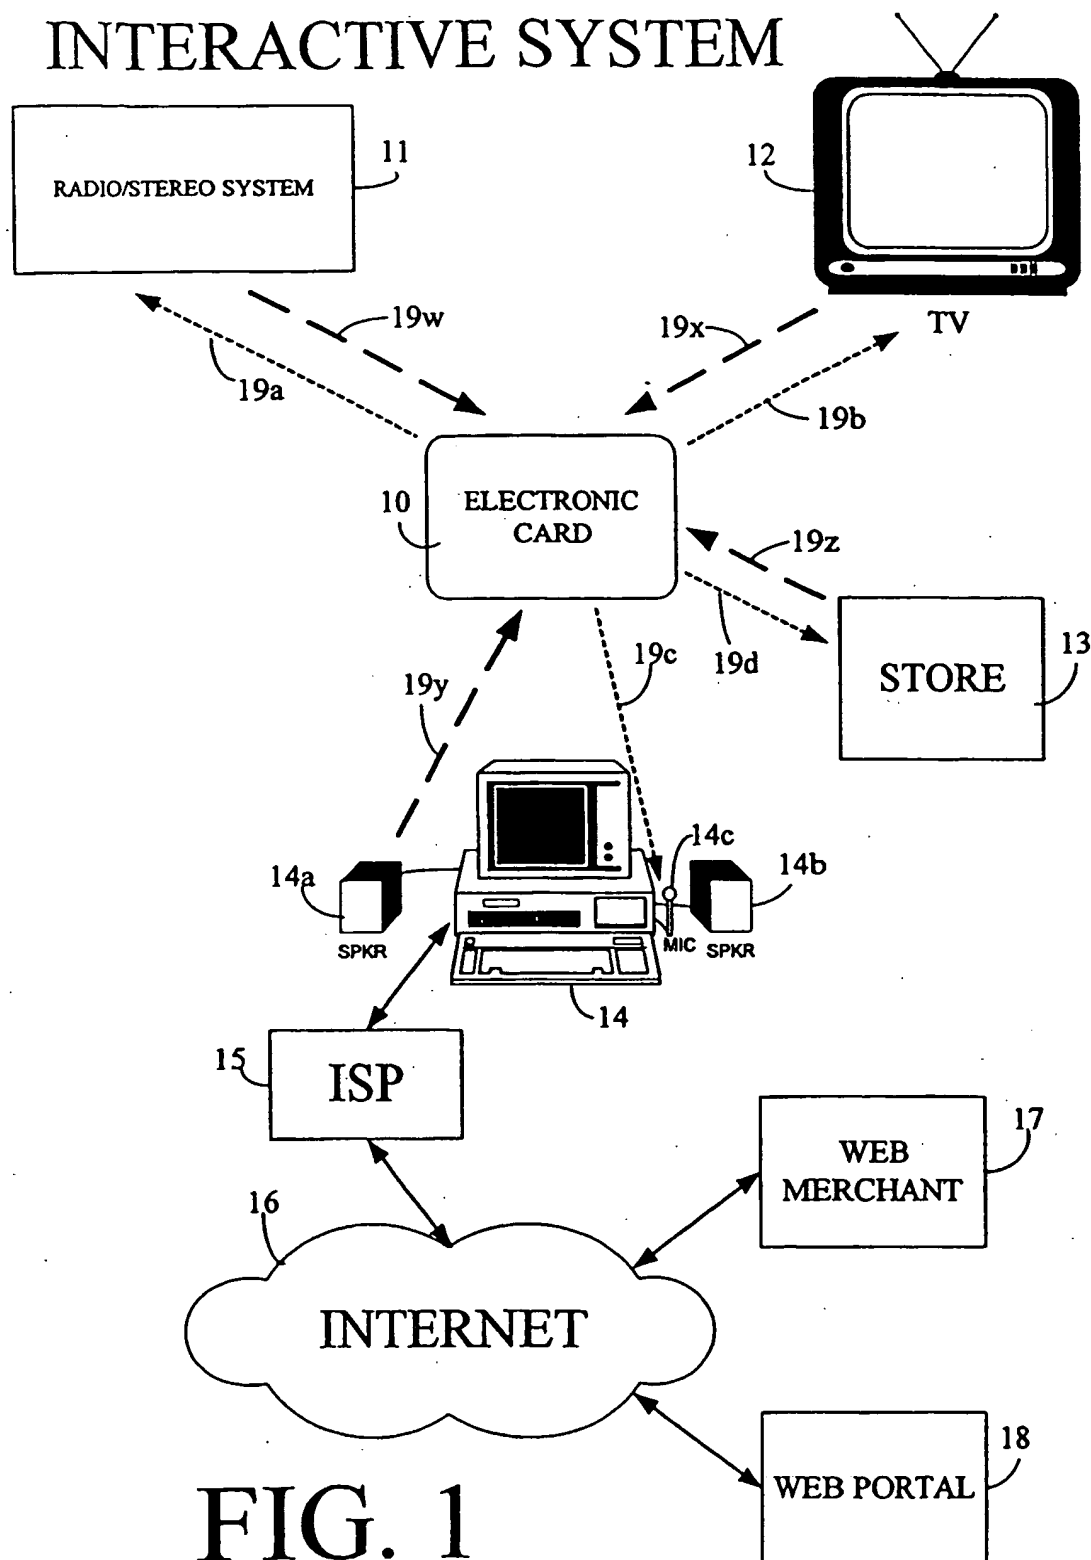 INTERACTIVE SYSTEM
RADIO/STEREO SYSTEM
11
12
TV
19w
19x
19a
19b
10
ELECTRONIC
CARD
19z
19d
13
STORE
19c
19y
14c
14a
14b
SPKR
MIC
SPKR
14
15
ISP
17
WEB
MERCHANT
16
INTERNET
18
WEB PORTAL
FIG. 1